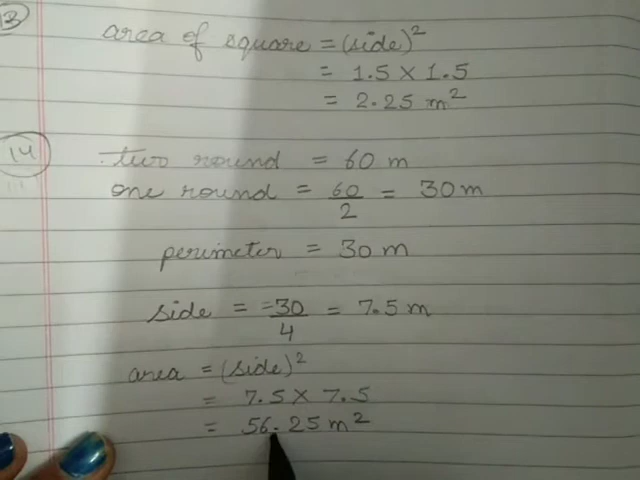 13
area of square = (side)²
= 1.5 × 1.5
= 2.25 m²
14
two round = 60 m
one round = 60/2 = 30 m
perimeter = 30 m
side = = 30/4 = 7.5 m
area = (side)²
= 7.5 × 7.5
= 56.25 m²